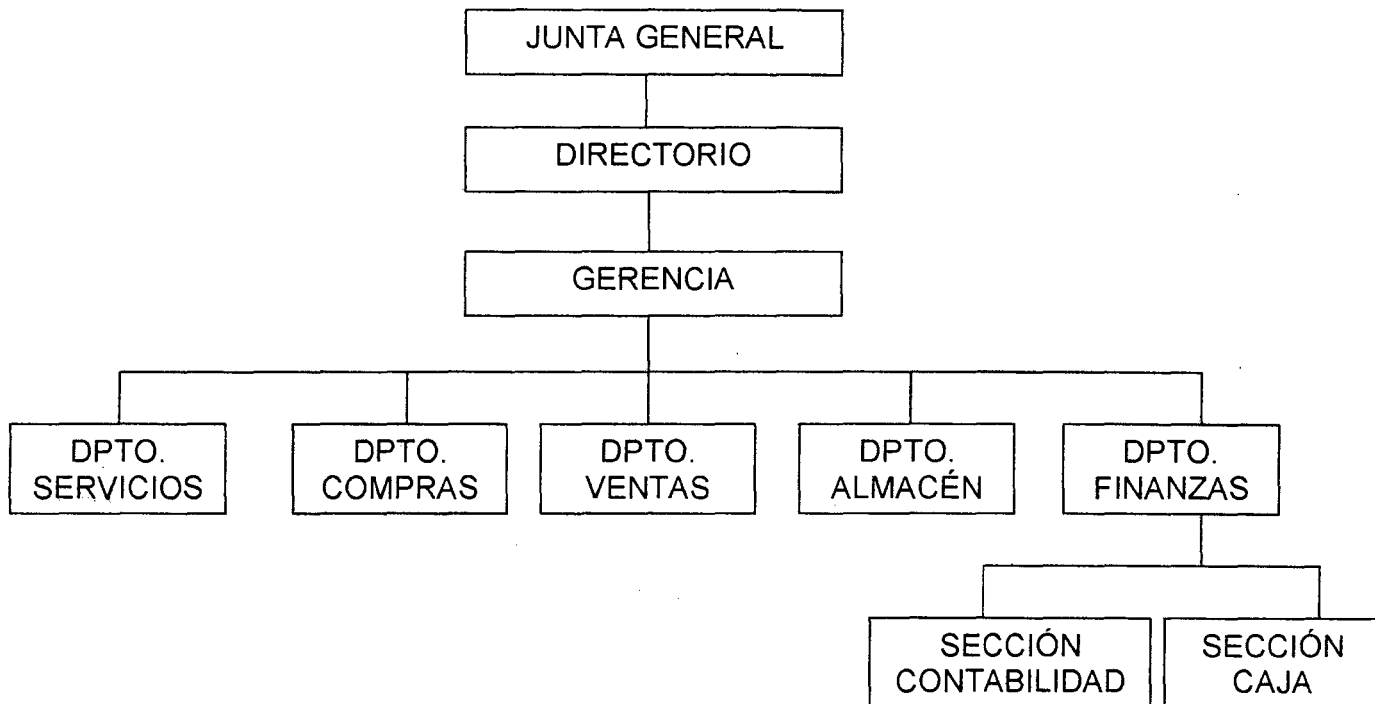 JUNTA GENERAL
DIRECTORIO
GERENCIA
DPTO.
SERVICIOS
DPTO.
COMPRAS
DPTO.
VENTAS
DPTO.
ALMACÉN
DPTO.
FINANZAS
SECCIÓN
CONTABILIDAD
SECCIÓN
CAJA